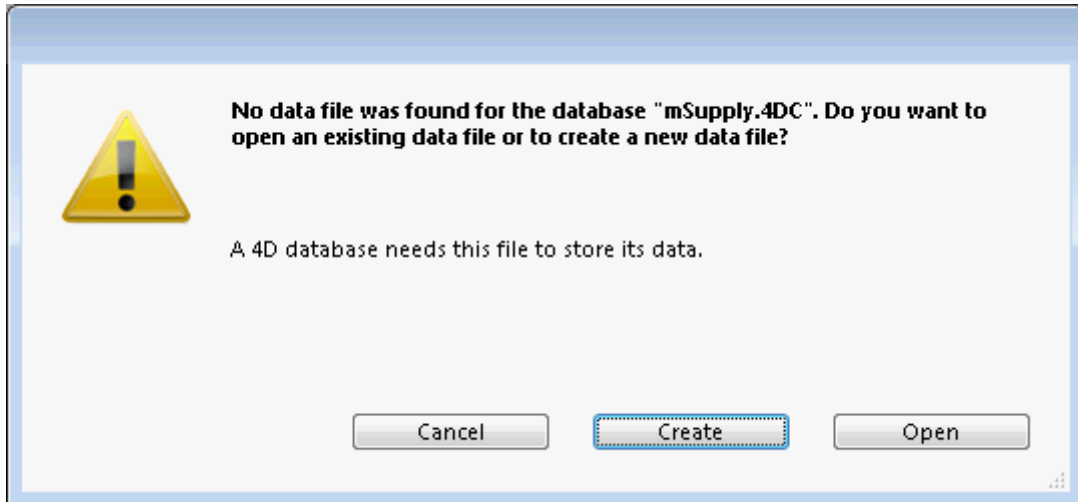 No data file was found for the database "mSupply.4DC". Do you want to
open an existing data file or to create a new data file?
A 4D database needs this file to store its data.
Cancel Create Open